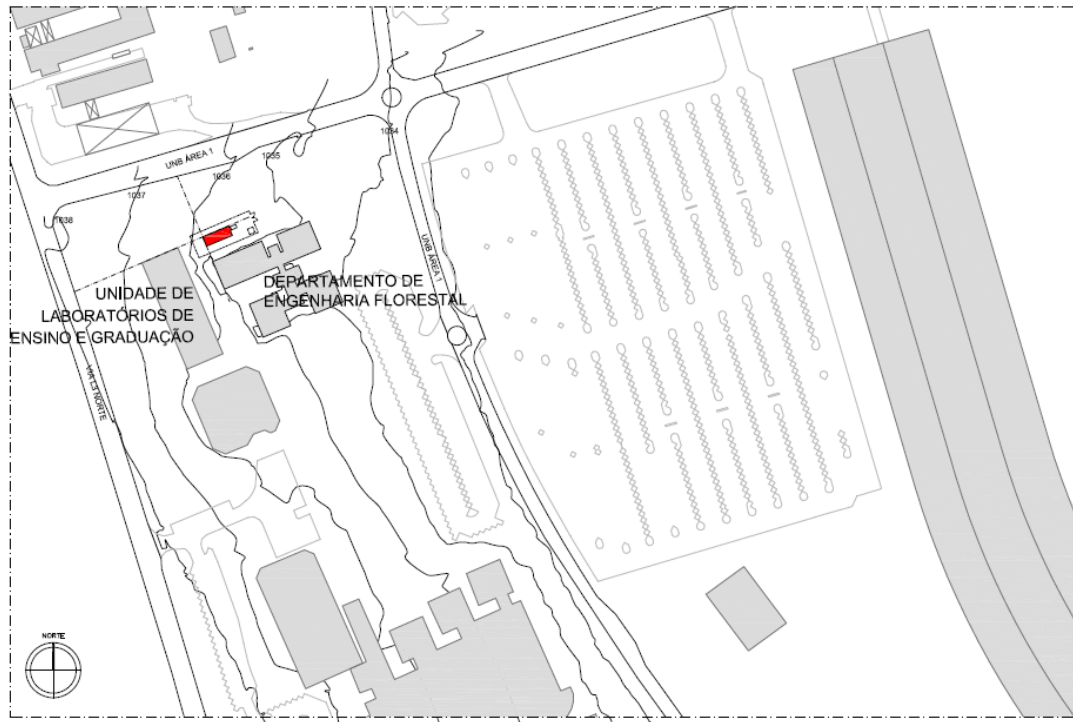 1034
UNB ÁREA 1
1035
1036
1037
1038
UNB ÁREA 1
UNIDADE DE
LABORATÓRIOS DE
ENSINO E GRADUAÇÃO
DEPARTAMENTO DE
ENGENHARIA FLORESTAL
VIA L3 NORTE
NORTE